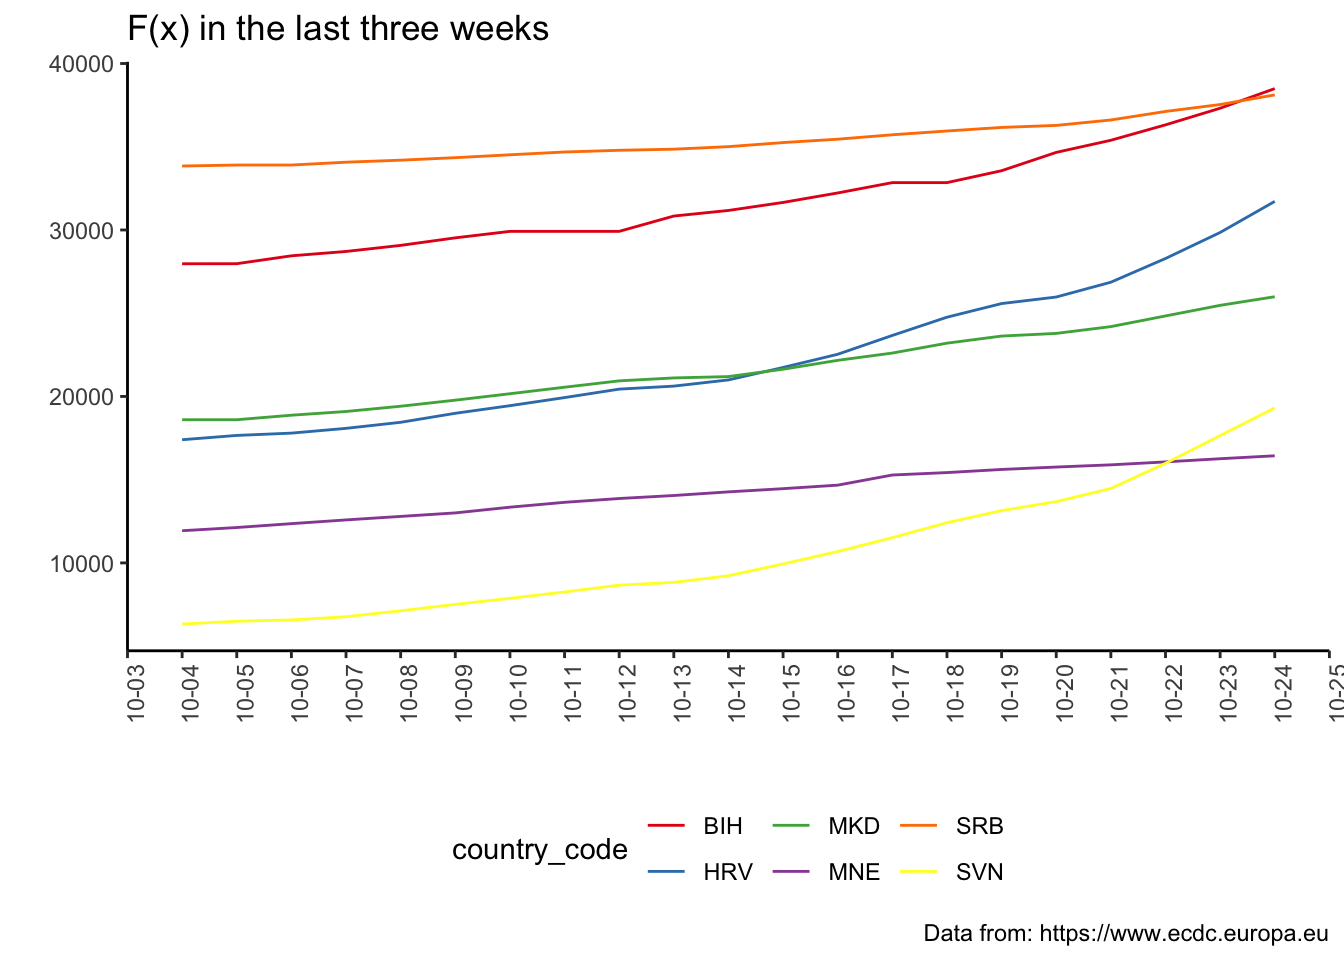 F(x) in the last three weeks
40000
30000
20000
10000
10-03 10-04 10-05 10-06 10-07 10-08 10-09 10-10 10-11 10-12 10-13 10-14 10-15 10-16 10-17 10-18 10-19 10-20 10-21 10-22 10-23 10-24 10-25
country_code
BIH MKD SRB
HRV MNE SVN
Data from: https://www.ecdc.europa.eu